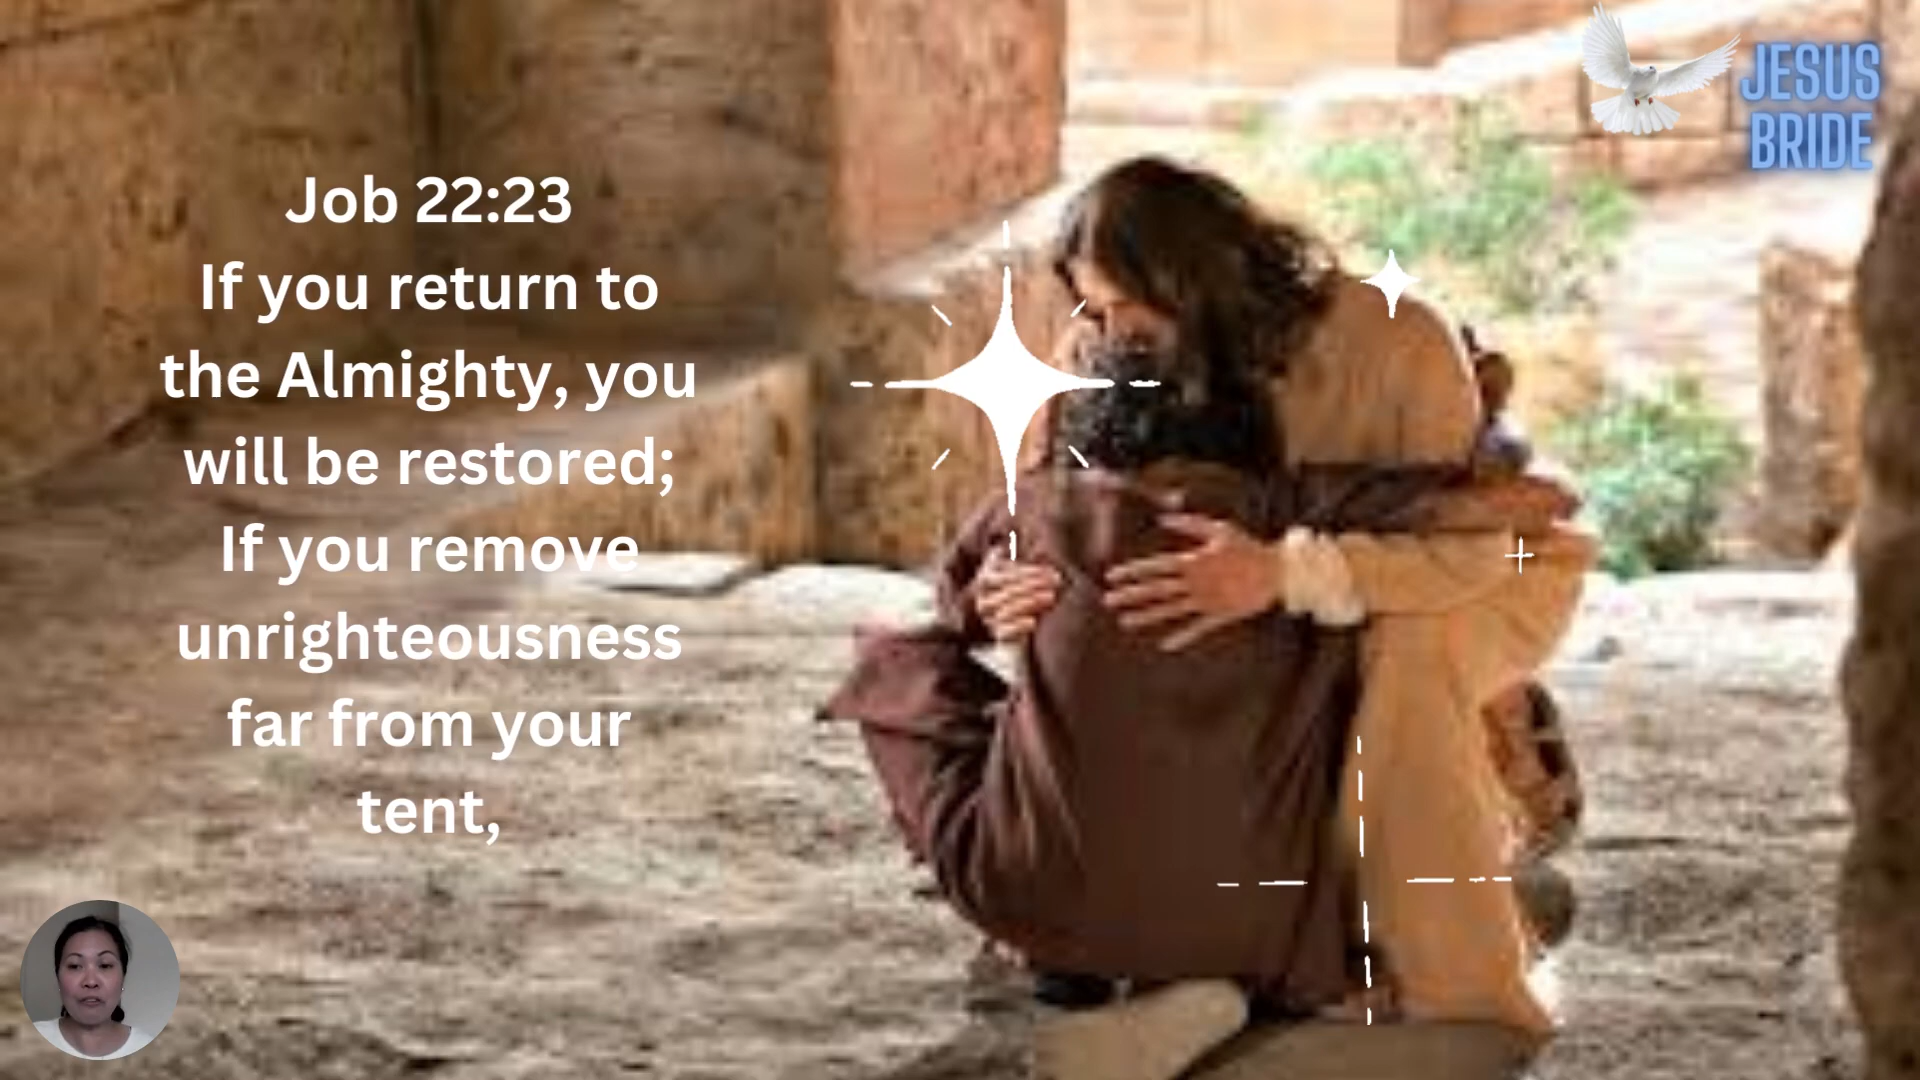 JESUS
BRIDE
Job 22:23
If you return to
the Almighty, you
will be restored;
If you remove
unrighteousness
far from your
tent,